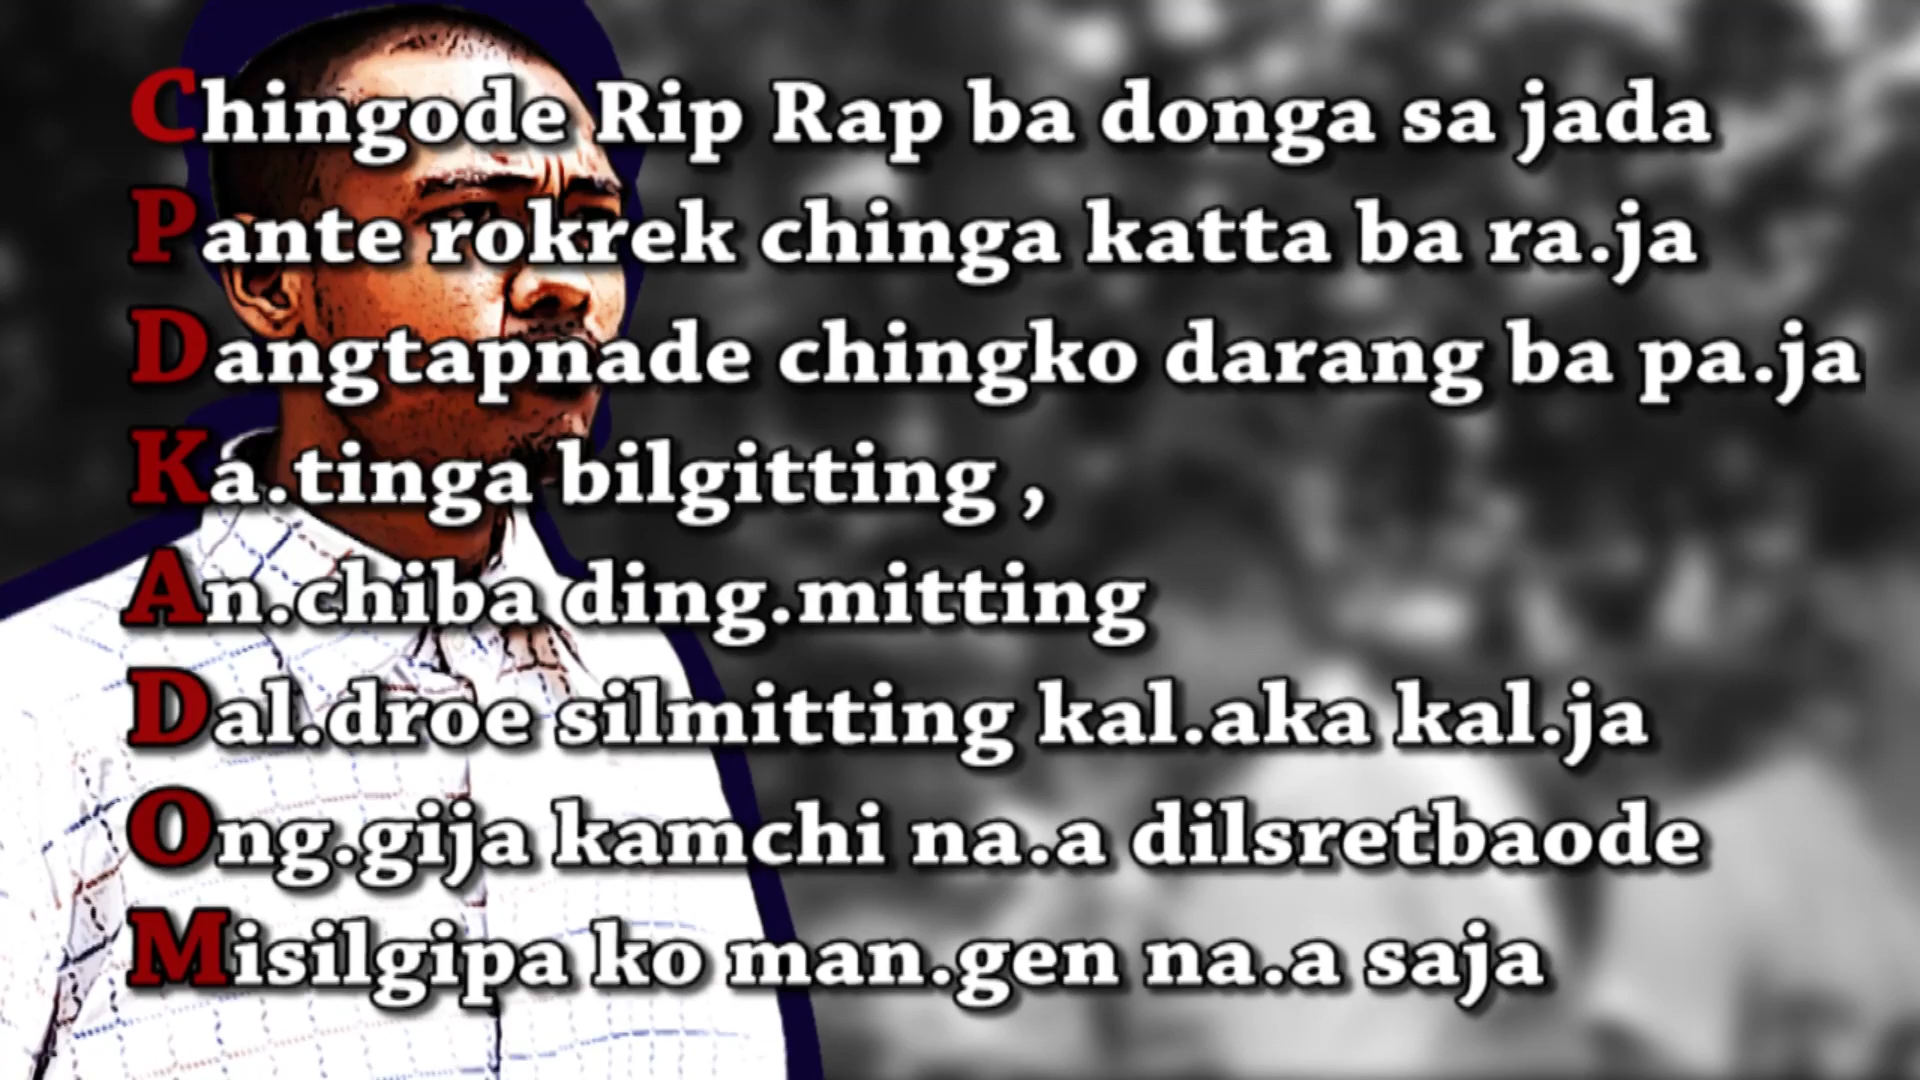 Chingode Rip Rap ba donga sa jada
Pante rokrek chinga katta ba ra.ja
Dangtapnade chingko darang ba pa.ja
Ka.tinga bilgitting ,
An.chiba ding.mitting
Dal.droe silmitting kal.aka kal.ja
Ong.gija kamchi na.a dilsretbaode
Misilgipa ko man.gen na.a saja